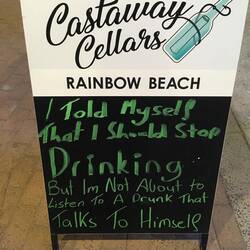 Castaway
Cellars
RAINBOW BEACH
I Told Myself
That I Should Stop
Drinking
But Im Not About to
Listen To A Drunk That
Talks To Himself